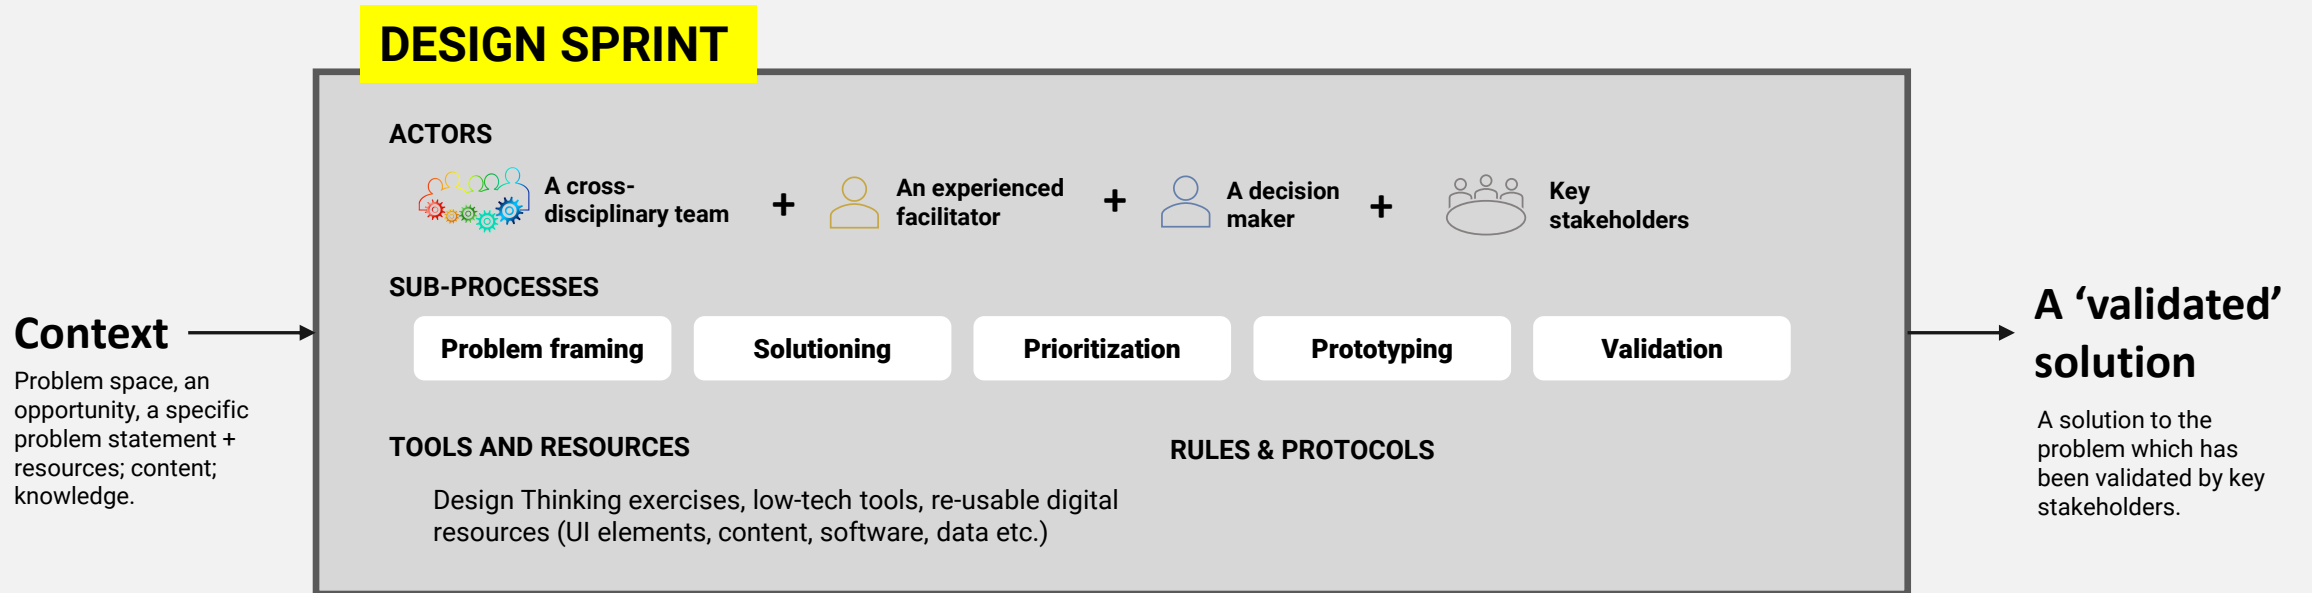 DESIGN SPRINT
ACTORS
A cross-
disciplinary team
+
An experienced
facilitator
+
A decision
maker
+
Key
stakeholders
SUB-PROCESSES
Problem framing
Solutioning
Prioritization
Prototyping
Validation
TOOLS AND RESOURCES
Design Thinking exercises, low-tech tools, re-usable digital
resources (UI elements, content, software, data etc.)
RULES & PROTOCOLS
Context
Problem space, an
opportunity, a specific
problem statement +
resources; content;
knowledge.
A ‘validated’
solution
A solution to the
problem which has
been validated by key
stakeholders.